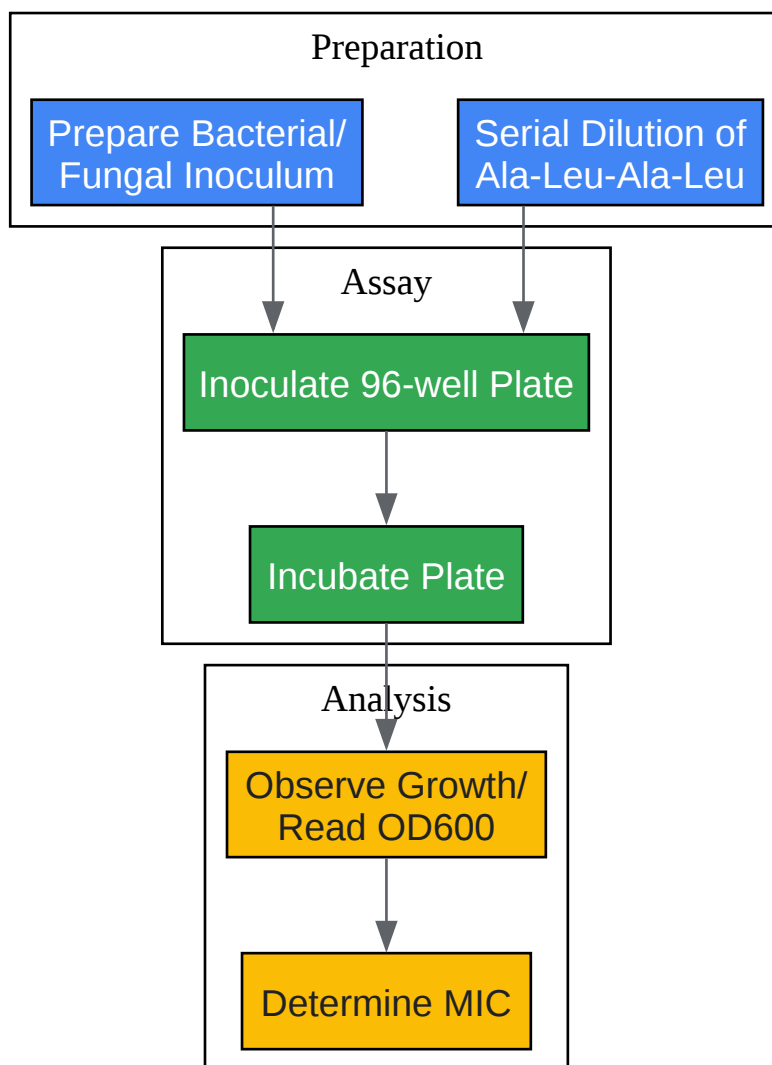 Preparation
Prepare Bacterial/
Fungal Inoculum
Serial Dilution of
Ala-Leu-Ala-Leu
Assay
Inoculate 96-well Plate
Incubate Plate
Analysis
Observe Growth/
Read OD600
Determine MIC